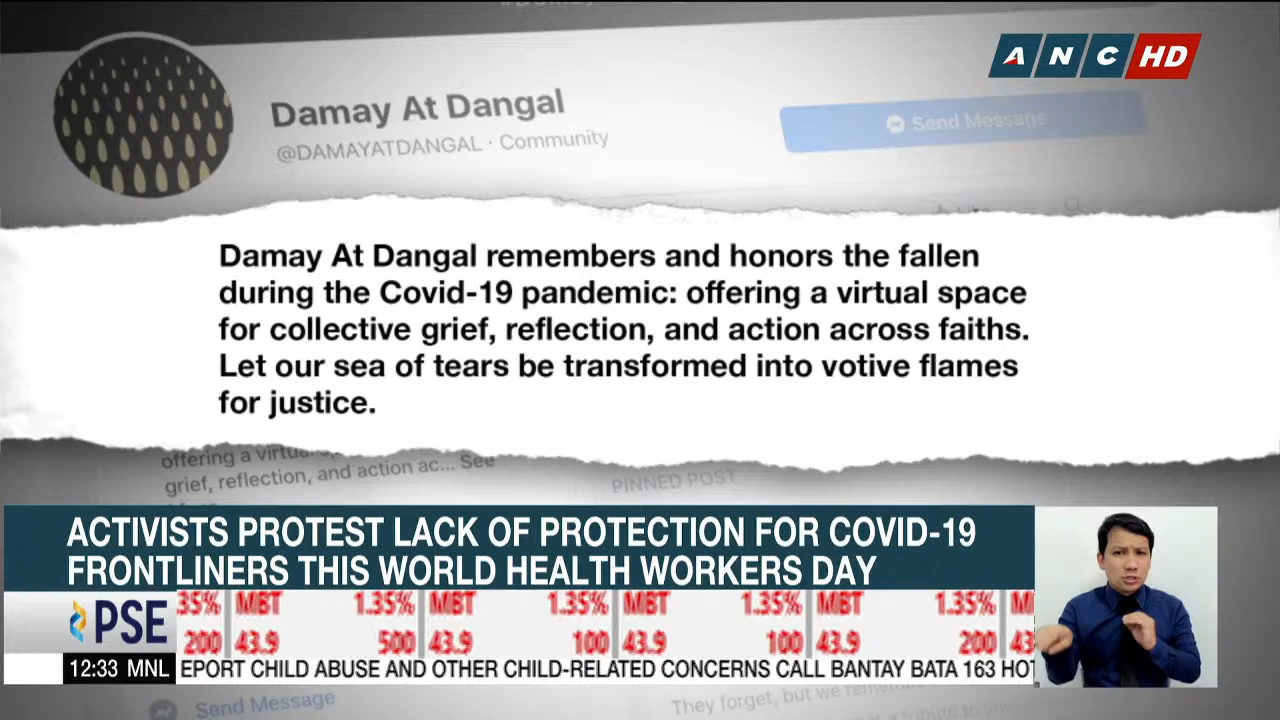 ANC HD
Damay At Dangal
@DAMAYATDANGAL · Community
Send Message
Damay At Dangal remembers and honors the fallen
during the Covid-19 pandemic: offering a virtual space
for collective grief, reflection, and action across faiths.
Let our sea of tears be transformed into votive flames
for justice.
offering a virtual
grief, reflection, and action ac... See
PINNED POST
ACTIVISTS PROTEST LACK OF PROTECTION FOR COVID-19
FRONTLINERS THIS WORLD HEALTH WORKERS DAY
PSE
35% MBT 1.35% MBT 1.35% MBT 1.35% MBT 1.35% M
200 43.9 500 43.9 100 43.9 100 43.9 200 43
12:33 MNL
EPORT CHILD ABUSE AND OTHER CHILD-RELATED CONCERNS CALL BANTAY BATA 163 HO
Send Message
They forget, but we
a tribute to